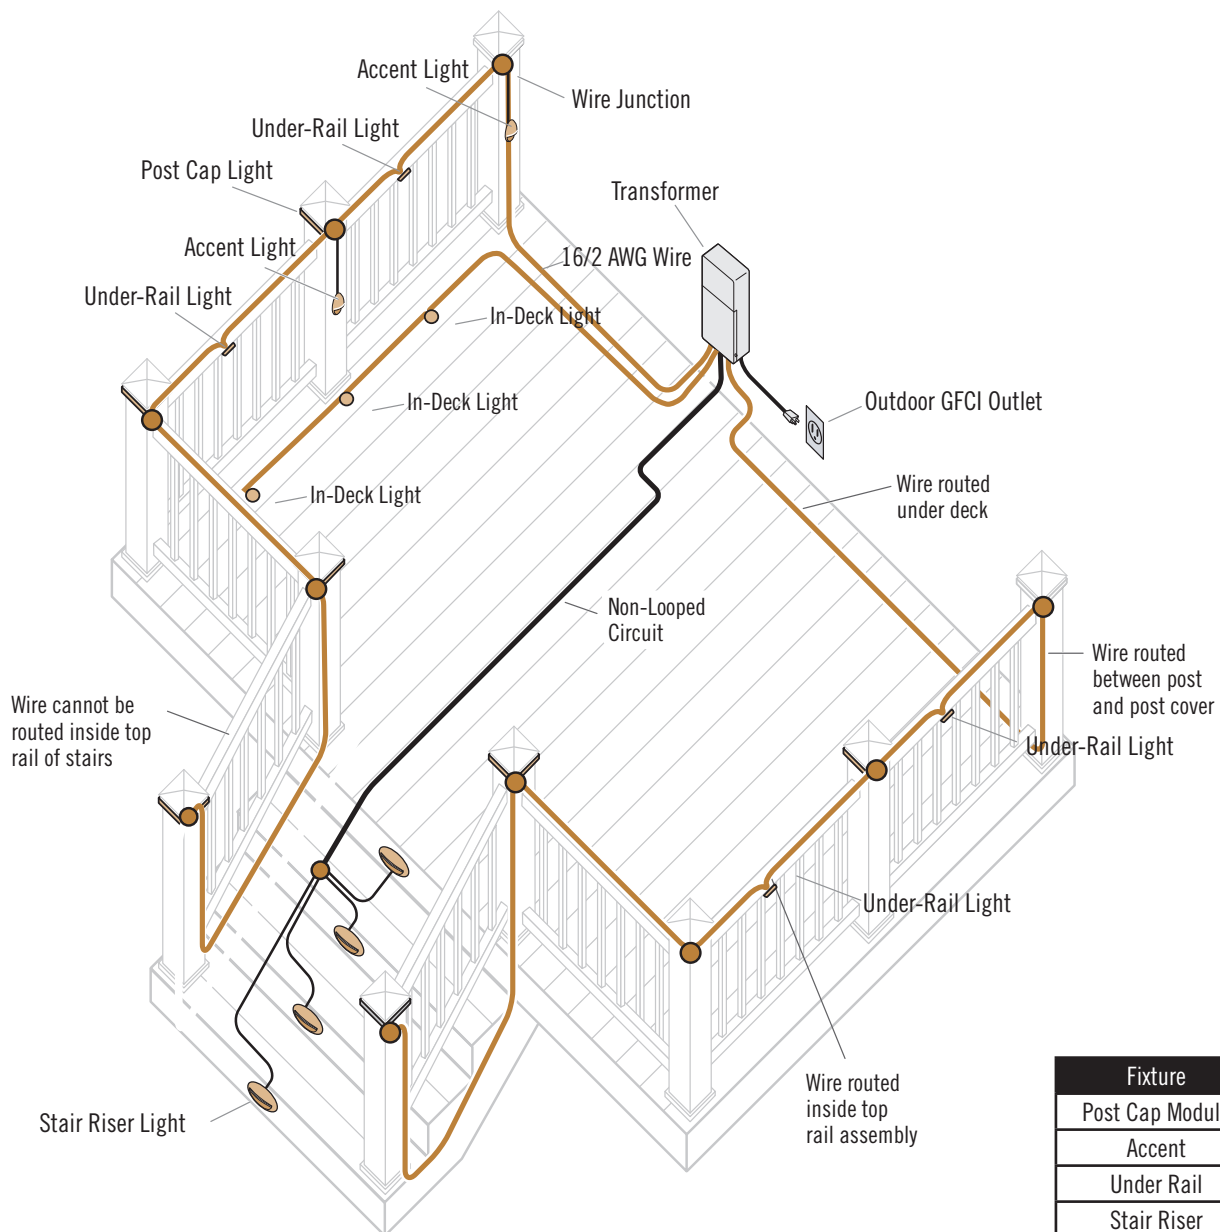 Accent Light
Wire Junction
Under-Rail Light
Post Cap Light
Transformer
Accent Light
16/2 AWG Wire
Under-Rail Light
In-Deck Light
In-Deck Light
Outdoor GFCI Outlet
In-Deck Light
Wire routed
under deck
Non-Looped
Circuit
Wire routed
between post
and post cover
Wire cannot be
routed inside top
rail of stairs
Under-Rail Light
Under-Rail Light
Wire routed
inside top
rail assembly
Stair Riser Light
Fixture
Post Cap Modul
Accent
Under Rail
Stair Riser